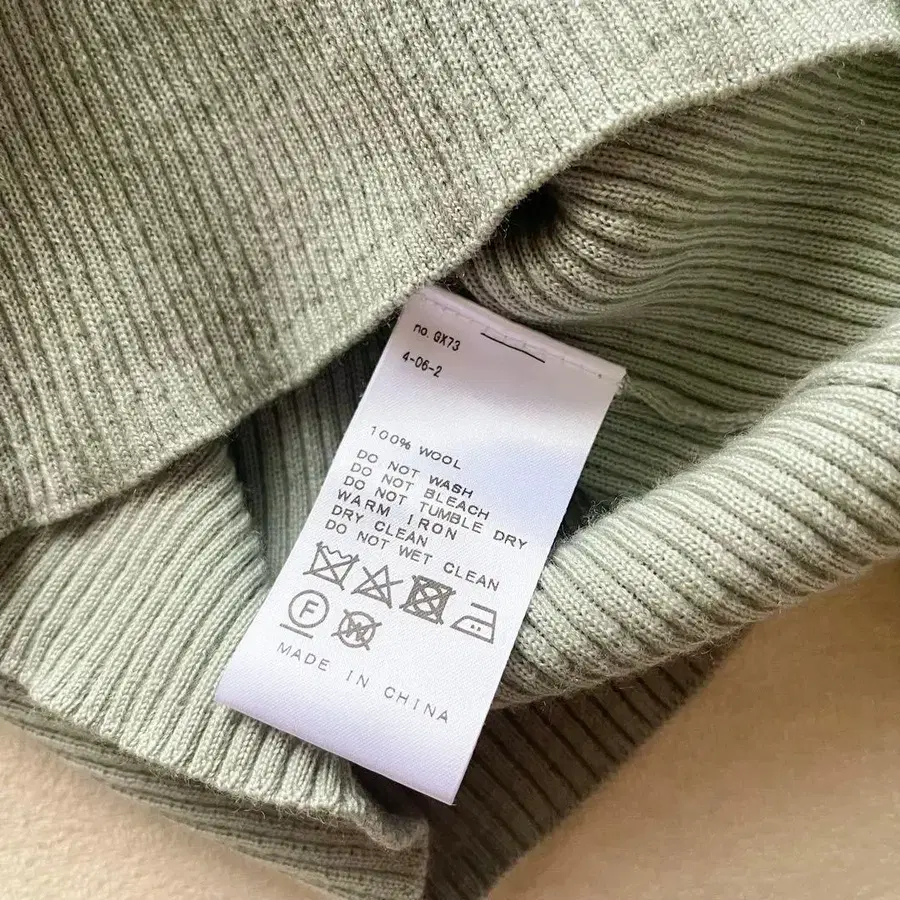 no. GX73
4-06-2
100% WOOL
DO NOT WASH
DO NOT BLEACH
DO NOT TUMBLE DRY
WARM IRON
DRY CLEAN
DO NOT WET CLEAN
F W
MADE IN CHINA